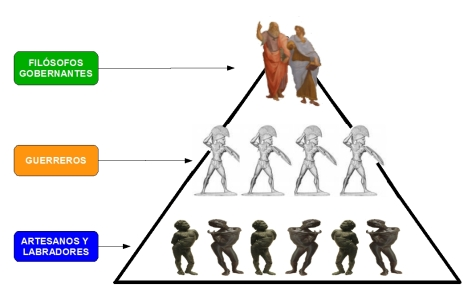 FILÓSOFOS
GOBERNANTES
GUERREROS
ARTESANOS Y
LABRADORES